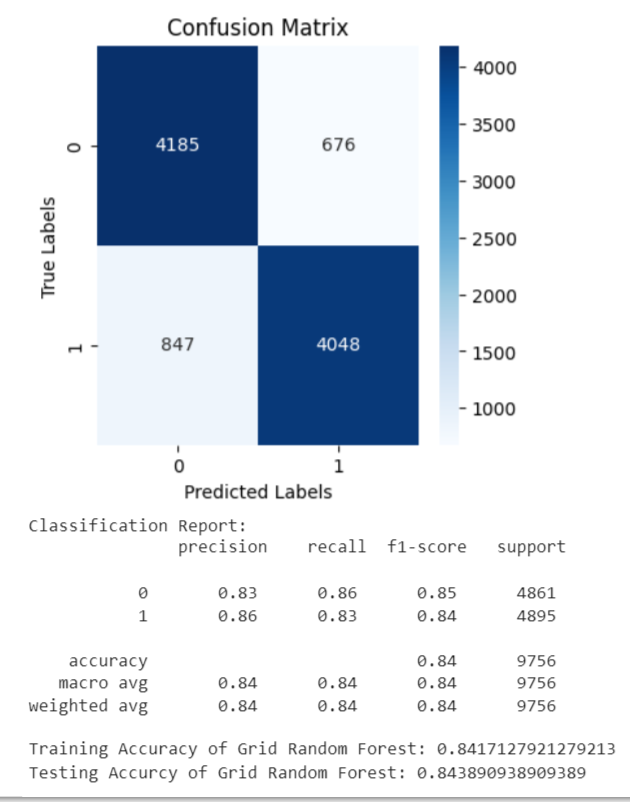 Confusion Matrix
4000
3500
3000
2500
2000
1500
1000
True Labels
0
4185 676
1
847 4048
0 1
Predicted Labels
Classification Report:
precision recall f1-score support
0 0.83 0.86 0.85 4861
1 0.86 0.83 0.84 4895
accuracy 0.84 9756
macro avg 0.84 0.84 0.84 9756
weighted avg 0.84 0.84 0.84 9756
Training Accuracy of Grid Random Forest: 0.8417127921279213
Testing Accurcy of Grid Random Forest: 0.843890938909389